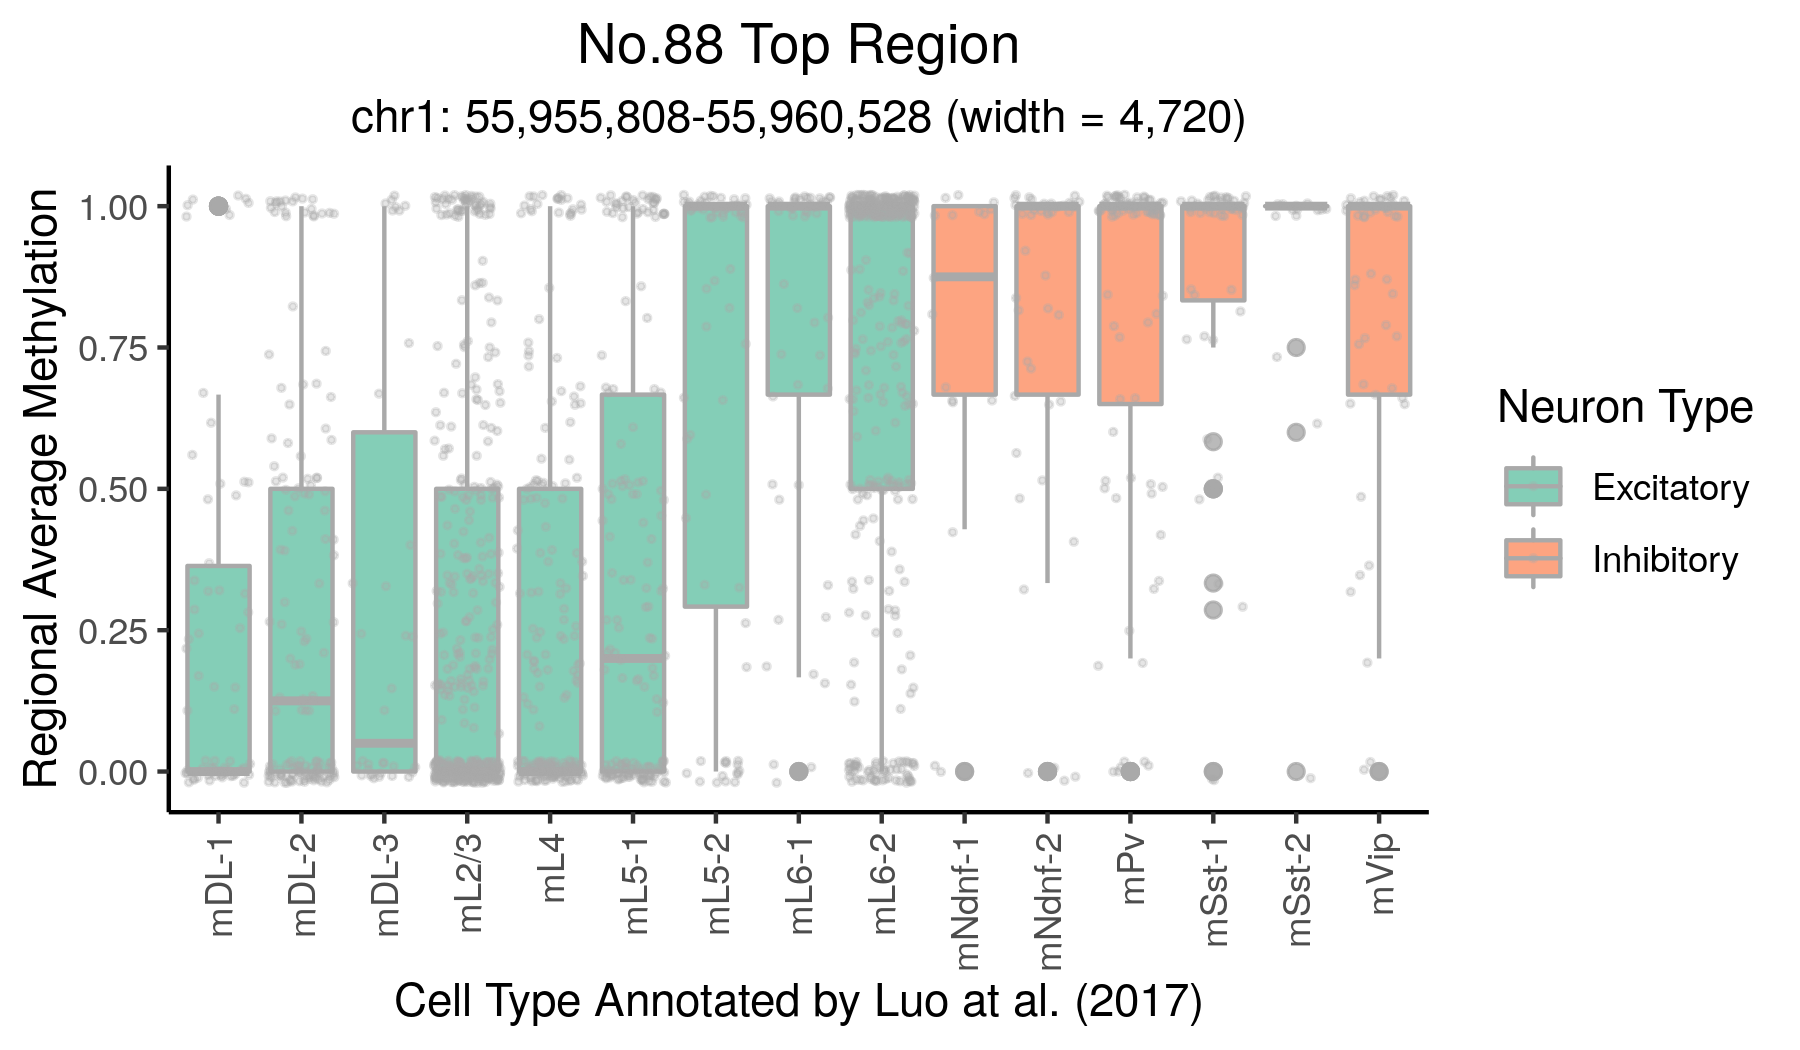 No.88 Top Region
chr1: 55,955,808-55,960,528 (width = 4,720)
Regional Average Methylation
1.00
0.75
0.50
0.25
0.00
mDL-1
mDL-2
mDL-3
mL2/3
mL4
mL5-1
mL5-2
mL6-1
mL6-2
mNdnf-1
mNdnf-2
mPv
mSst-1
mSst-2
mVip
Cell Type Annotated by Luo at al. (2017)
Neuron Type
Excitatory
Inhibitory